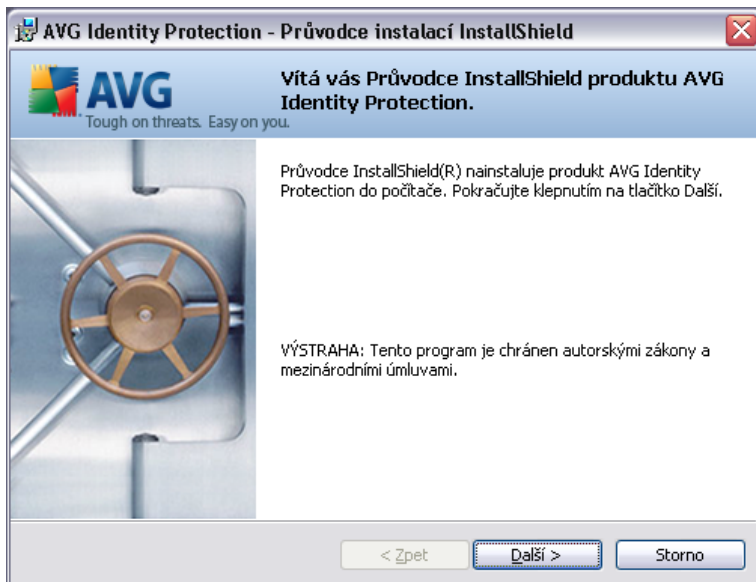 AVG Identity Protection - Průvodce instalací InstallShield
AVG
Tough on threats. Easy on you.
Vítá vás Průvodce InstallShield produktu AVG
Identity Protection.
Průvodce InstallShield(R) nainstaluje produkt AVG Identity
Protection do počítače. Pokračujte klepnutím na tlačítko Další.
VÝSTRAHA: Tento program je chránen autorskými zákony a
mezinárodními úmluvami.
< Zpet
Další >
Storno